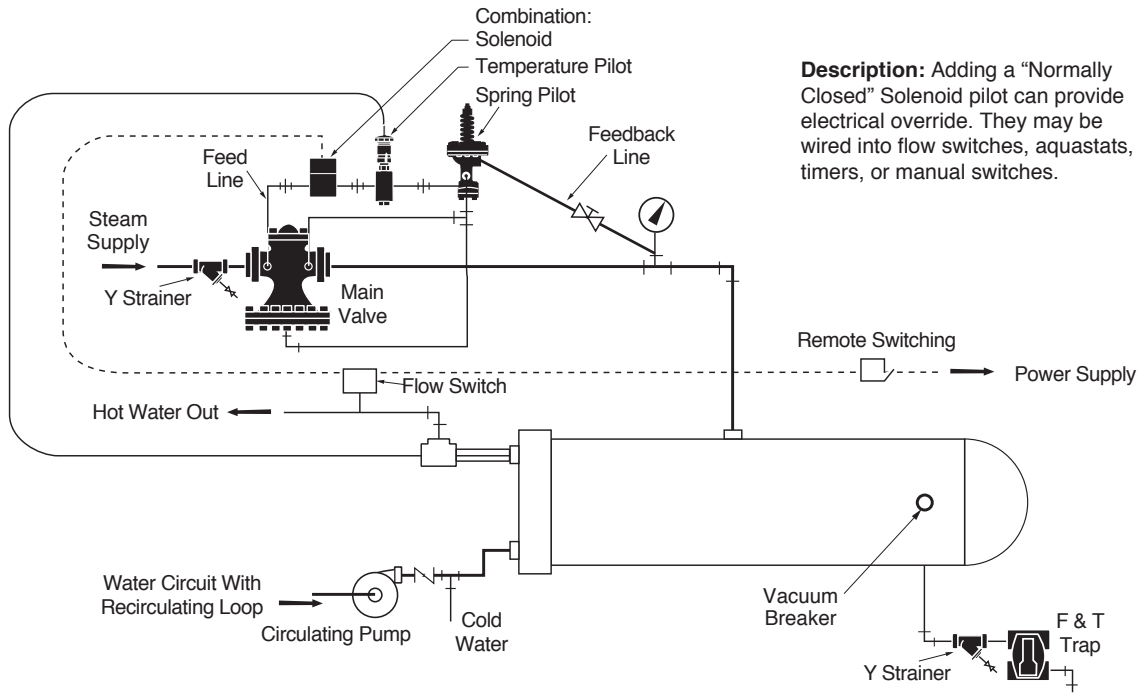 Combination:
Solenoid
Temperature Pilot
Spring Pilot
Description: Adding a “Normally
Closed” Solenoid pilot can provide
electrical override. They may be
wired into flow switches, aquastats,
timers, or manual switches.
Feedback
Line
Feed
Line
Steam
Supply
Y Strainer
Main
Valve
Remote Switching
Power Supply
Flow Switch
Hot Water Out
Water Circuit With
Recirculating Loop
Circulating Pump
Cold
Water
Vacuum
Breaker
F & T
Trap
Y Strainer